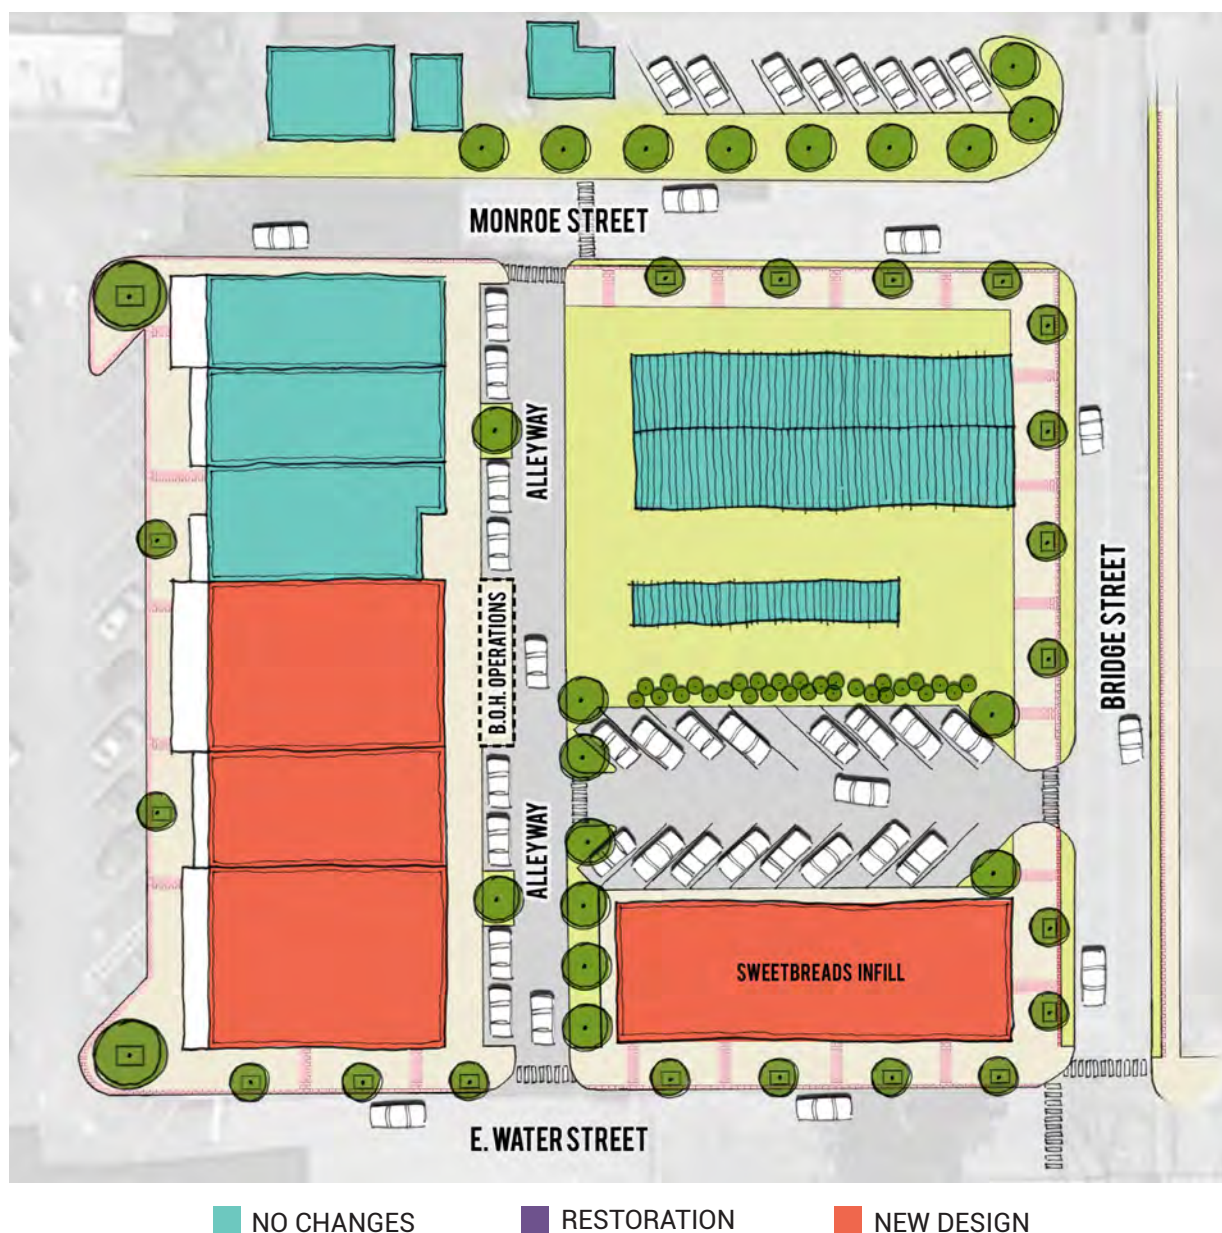 MONROE STREET
ALLEYWAY
B.O.H. OPERATIONS
BRIDGE STREET
ALLEYWAY
SWEETBREADS INFILL
E. WATER STREET
NO CHANGES
RESTORATION
NEW DESIGN